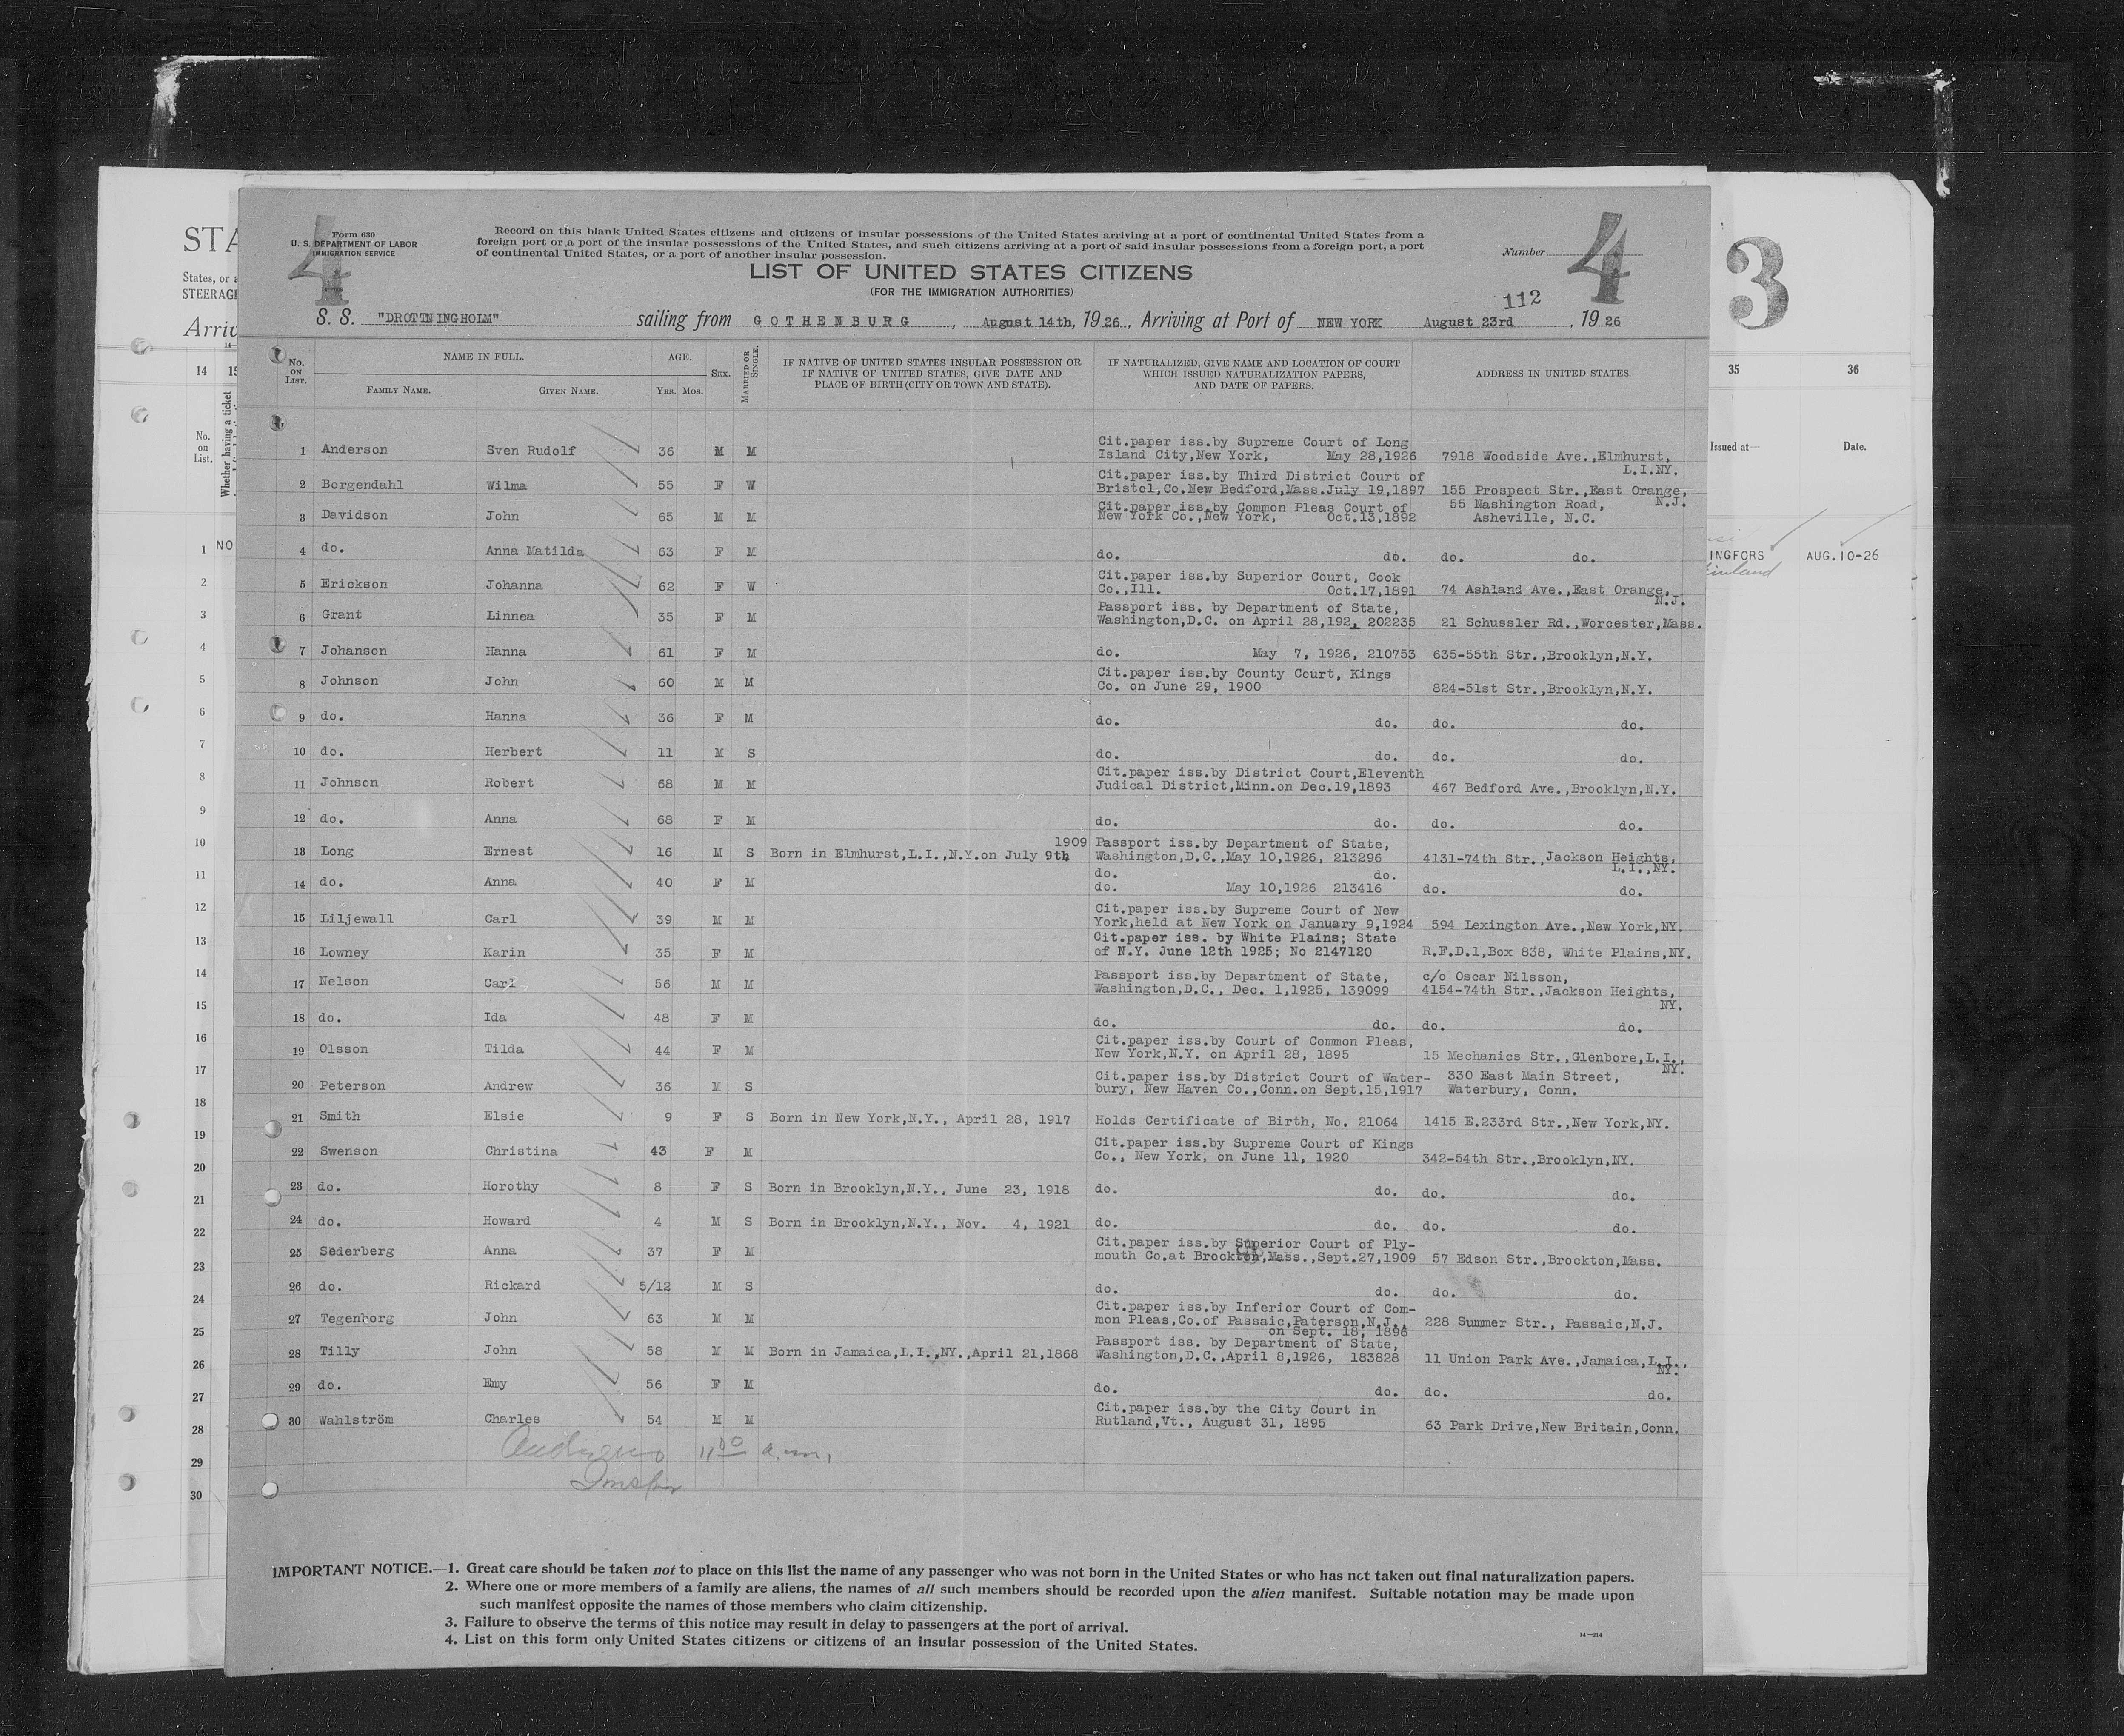 STA
States, or a
STEERAGE
Arriv
14
15
No.
on
List.
Whether having a ticket
NO
3
35
36
Issued at—
Date.
INGFORS
AUG.10-26
4
Form 630
U. S. DEPARTMENT OF LABOR
IMMIGRATION SERVICE
Record on this blank United States citizens and citizens of insular possessions of the United States arriving at a port of continental United States from a
foreign port or a port of the insular possessions of the United States, and such citizens arriving at a port of said insular possessions from a foreign port, a port
of continental United States, or a port of another insular possession.
Number 4
LIST OF UNITED STATES CITIZENS
(FOR THE IMMIGRATION AUTHORITIES)
112
S. S. "DROTTNINGHOLM" sailing from GOTHENBURG, August 14th, 1926, Arriving at Port of NEW YORK August 23rd, 1926
No. ON LIST.
NAME IN FULL.
FAMILY NAME.
GIVEN NAME.
AGE.
YRS. MOS.
SEX.
MARRIED OR SINGLE.
IF NATIVE OF UNITED STATES INSULAR POSSESSION OR
IF NATIVE OF UNITED STATES, GIVE DATE AND
PLACE OF BIRTH (CITY OR TOWN AND STATE).
IF NATURALIZED, GIVE NAME AND LOCATION OF COURT
WHICH ISSUED NATURALIZATION PAPERS,
AND DATE OF PAPERS.
ADDRESS IN UNITED STATES.
Cit.paper iss.by Supreme Court of Long
1 Anderson Sven Rudolf 36 M M Island City,New York, May 28,1926 7918 Woodside Ave.,Elmhurst,
L.I.NY.
Cit.paper iss.by Third District Court of
2 Borgendahl Wilma 55 F W Bristol,Co.New Bedford,Mass.July 19,1897 155 Prospect Str.,East Orange,
N.J.
Cit.paper iss.by Common Pleas Court of 55 Nashington Road,
3 Davidson John 65 M M New York Co.,New York, Oct.13,1892 Asheville, N.C.
4 do. Anna Matilda 63 F M do. do. do. do.
Cit.paper iss.by Superior Court, Cook
5 Erickson Johanna 62 F W Co.,Ill. Oct.17,1891 74 Ashland Ave.,East Orange,
N.J.
Passport iss. by Department of State,
6 Grant Linnea 35 F M Washington,D.C. on April 28,192, 202235 21 Schussler Rd.,Worcester,Mass.
7 Johanson Hanna 61 F M do. May 7, 1926, 210753 635-55th Str.,Brooklyn,N.Y.
Cit.paper iss.by County Court, Kings
8 Johnson John 60 M M Co. on June 29, 1900 824-51st Str.,Brooklyn,N.Y.
9 do. Hanna 36 F M do. do. do. do.
10 do. Herbert 11 M S do. do. do. do.
Cit.paper iss.by District Court,Eleventh
11 Johnson Robert 68 M M Judical District,Minn.on Dec.19,1893 467 Bedford Ave.,Brooklyn,N.Y.
12 do. Anna 68 F M do. do. do. do.
1909 Passport iss.by Department of State,
13 Long Ernest 16 M S Born in Elmhurst,L.I.,N.Y.on July 9th Washington,D.C.,May 10,1926, 213296 4131-74th Str.,Jackson Heights,
L.I.,NY.
do. do.
14 do. Anna 40 F M do. May 10,1926 213416 do. do.
Cit.paper iss.by Supreme Court of New
15 Liljewall Carl 39 M M York,held at New York on January 9,1924 594 Lexington Ave.,New York,NY.
Cit.paper iss. by White Plains; State
16 Lowney Karin 35 F M of N.Y. June 12th 1925; No 2147120 R.F.D.1,Box 838, White Plains,NY.
Passport iss.by Department of State, c/o Oscar Nilsson,
17 Nelson Carl 56 M M Washington,D.C., Dec. 1,1925, 139099 4154-74th Str.,Jackson Heights,
NY.
18 do. Ida 48 F M do. do. do. do.
Cit.paper iss.by Court of Common Pleas,
19 Olsson Tilda 44 F M New York,N.Y. on April 28, 1895 15 Mechanics Str.,Glenbore,L.I.,
NY.
Cit.paper iss.by District Court of Water- 330 East Main Street,
20 Peterson Andrew 36 M S bury, New Haven Co.,Conn.on Sept.15,1917 Waterbury, Conn.
21 Smith Elsie 9 F S Born in New York,N.Y., April 28, 1917 Holds Certificate of Birth, No. 21064 1415 E.233rd Str.,New York,NY.
Cit.paper iss.by Supreme Court of Kings
22 Swenson Christina 43 F M Co., New York, on June 11, 1920 342-54th Str.,Brooklyn,NY.
23 do. Horothy 8 F S Born in Brooklyn,N.Y., June 23, 1918 do. do. do. do.
24 do. Howard 4 M S Born in Brooklyn,N.Y., Nov. 4, 1921 do. do. do. do.
Cit.paper iss.by Superior Court of Ply-
25 Söderberg Anna 37 F M mouth Co.at Brockton,Mass.,Sept.27,1909 57 Edson Str.,Brockton,Mass.
26 do. Rickard 5/12 M S do. do. do. do.
Cit.paper iss.by Inferior Court of Com-
27 Tegenborg John 63 M M mon Pleas,Co.of Passaic,Paterson,N.J., 228 Summer Str., Passaic,N.J.
on Sept. 18, 1896
Passport iss. by Department of State,
28 Tilly John 58 M M Born in Jamaica,L.I.,NY.,April 21,1868 Washington,D.C.,April 8,1926, 183828 11 Union Park Ave.,Jamaica,L.I.,
NY.
29 do. Emy 56 F M do. do. do. do.
Cit.paper iss.by the City Court in
30 Wahlström Charles 54 M M Rutland,Vt., August 31, 1895 63 Park Drive,New Britain,Conn.
Andrews 11 00 a.m.
Inspr
IMPORTANT NOTICE.—1. Great care should be taken not to place on this list the name of any passenger who was not born in the United States or who has not taken out final naturalization papers.
2. Where one or more members of a family are aliens, the names of all such members should be recorded upon the alien manifest. Suitable notation may be made upon
such manifest opposite the names of those members who claim citizenship.
3. Failure to observe the terms of this notice may result in delay to passengers at the port of arrival.
4. List on this form only United States citizens or citizens of an insular possession of the United States.
14—214